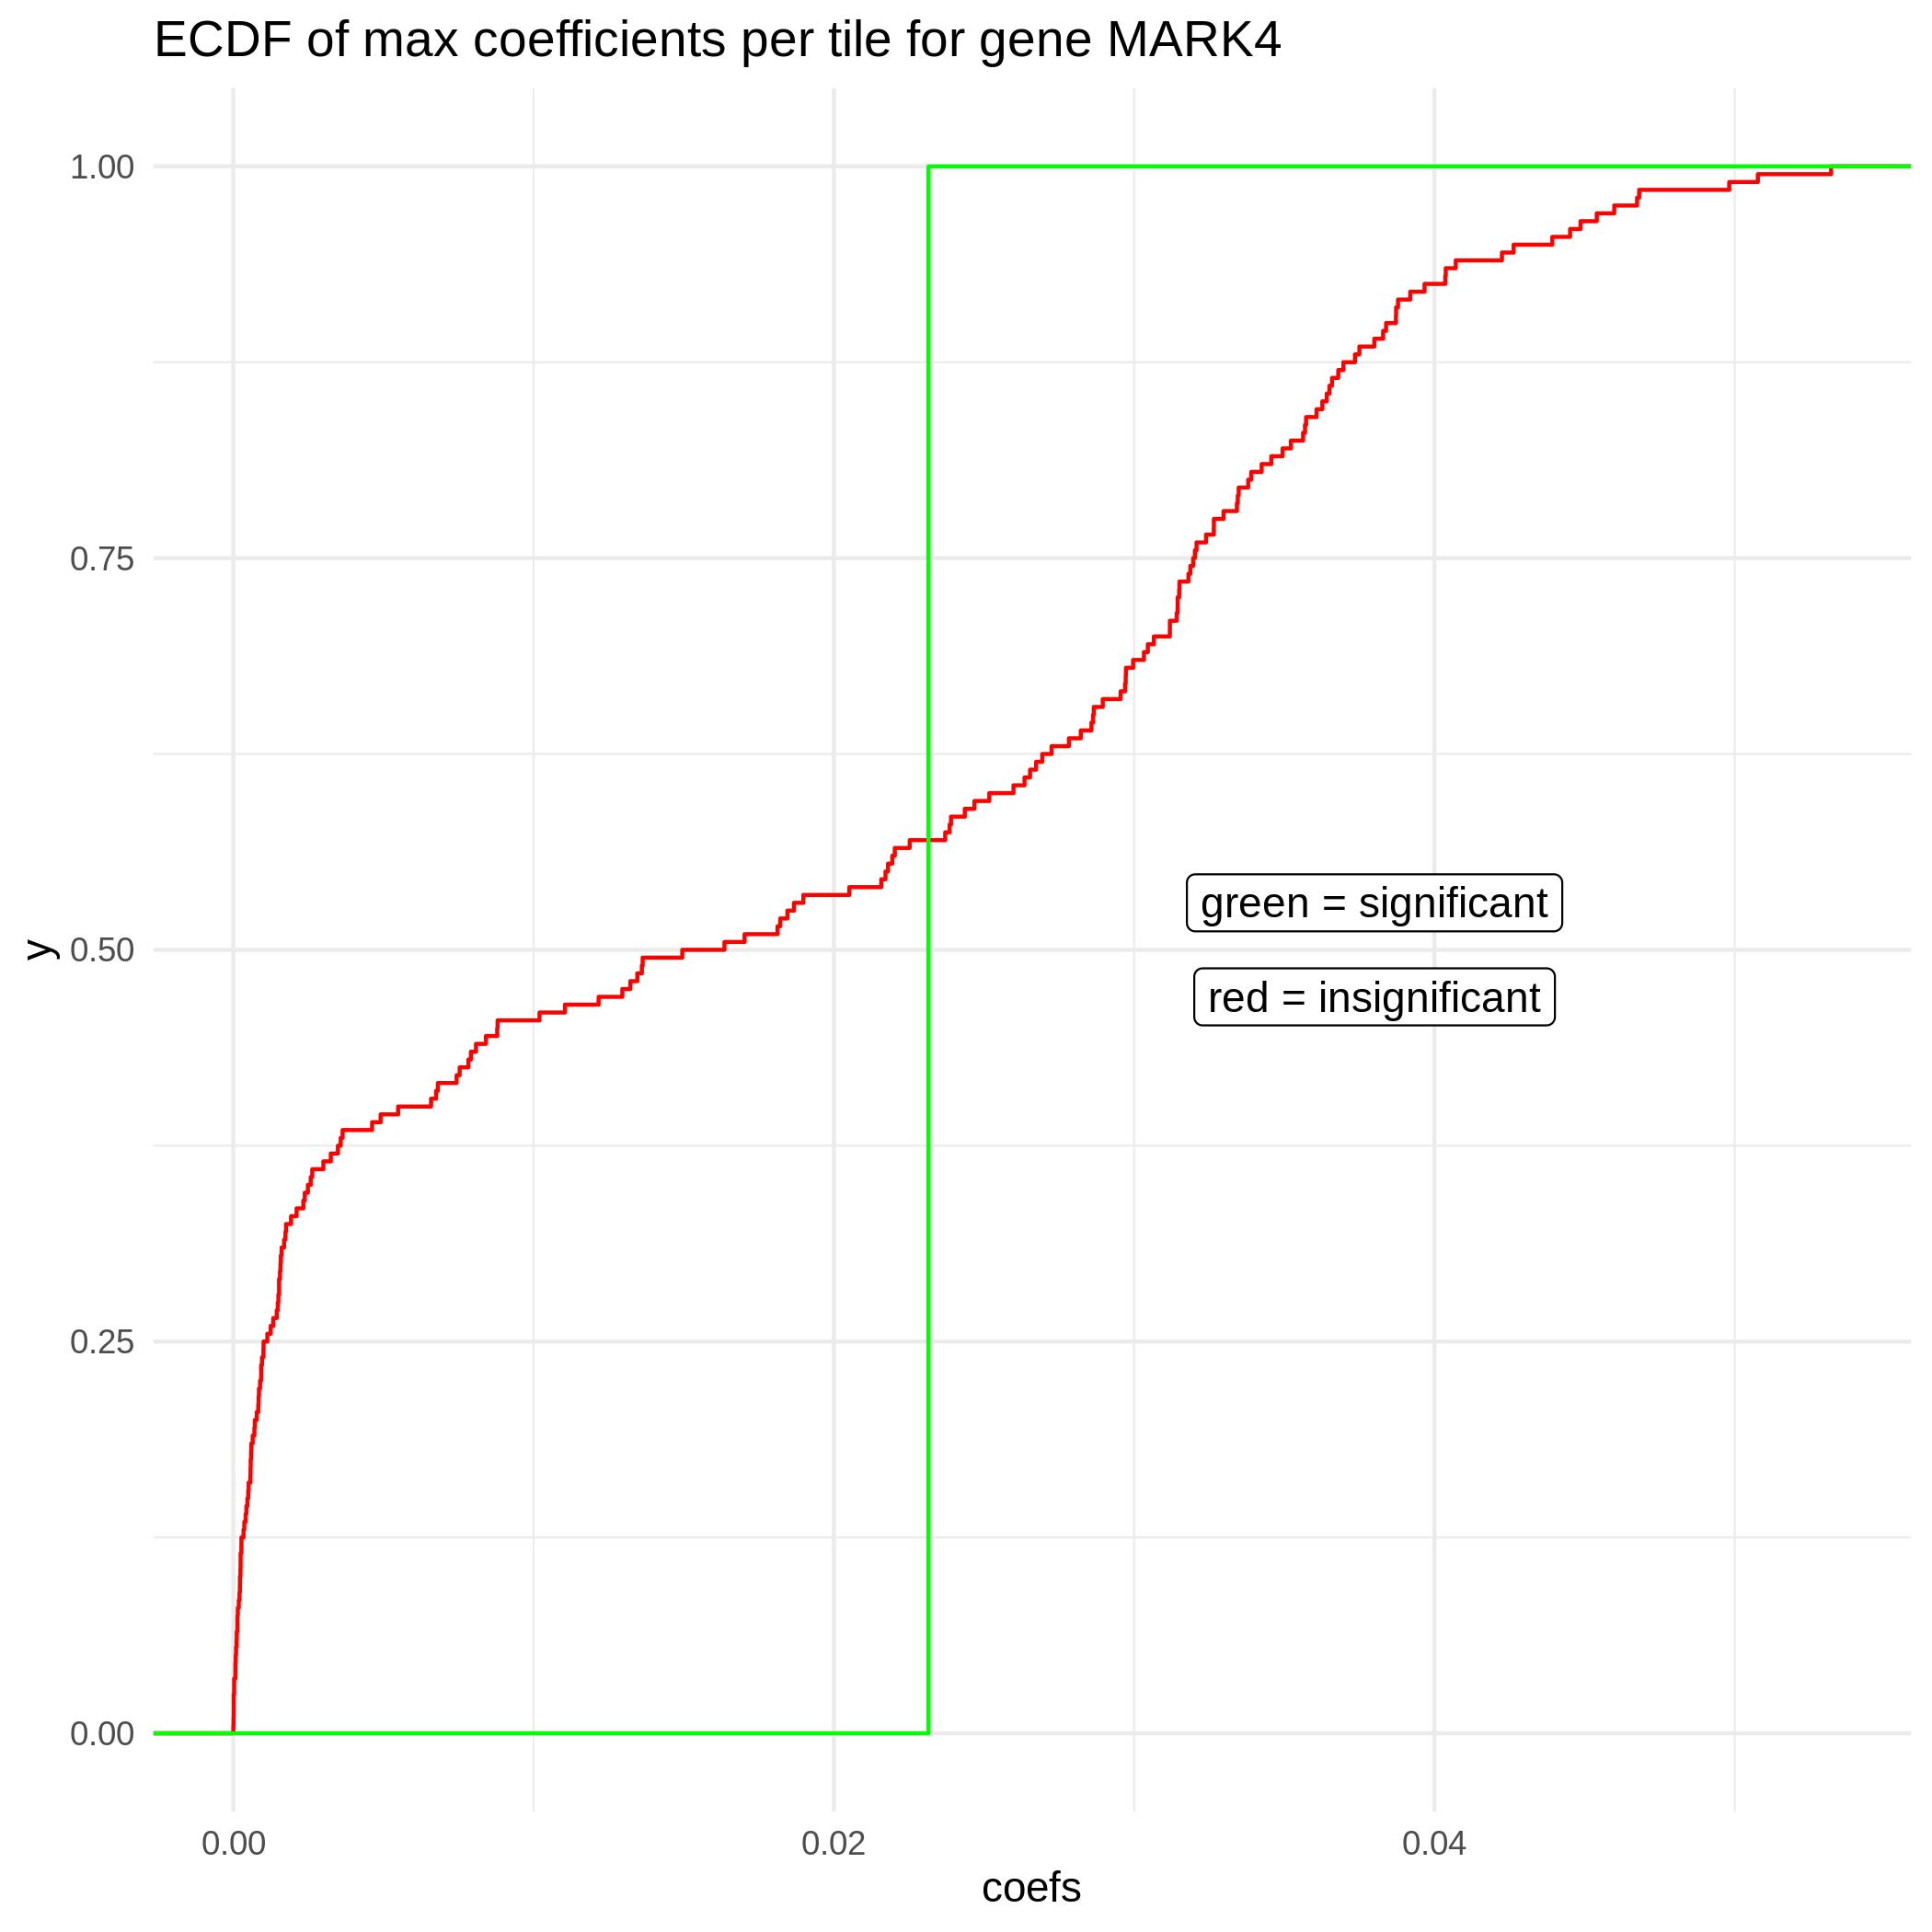 ECDF of max coefficients per tile for gene MARK4
1.00
0.75
0.50
0.25
0.00
y
green = significant
red = insignificant
0.00 0.02 0.04
coefs